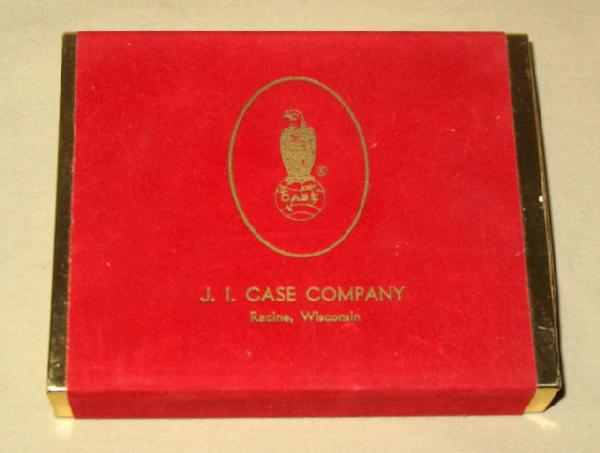 ®
CASE
J. I. CASE COMPANY
Racine, Wisconsin